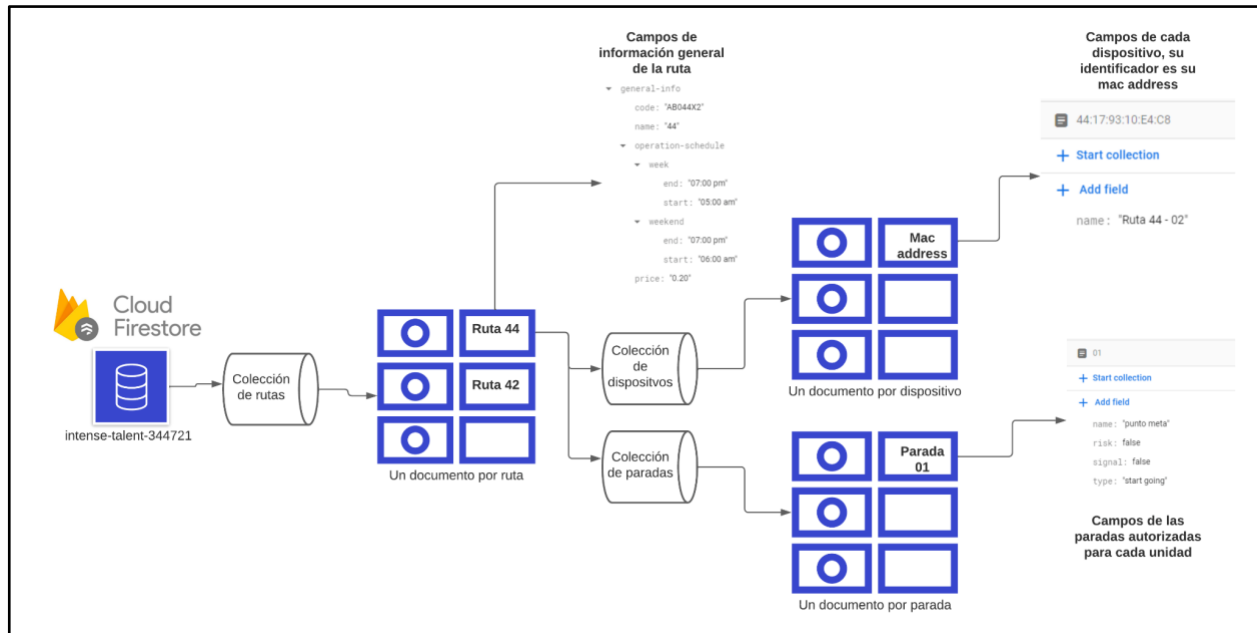 Campos de
información general
de la ruta
general-info
code: "AB044X2"
name: "44"
operation-schedule
week
end: "07:00 pm"
start: "05:00 am"
weekend
end: "07:00 pm"
start: "06:00 am"
price: "0.20"
Campos de cada
dispositivo, su
identificador es su
mac address
44:17:93:10:E4:C8
+ Start collection
+ Add field
name: "Ruta 44 - 02"
Cloud
Firestore
intense-talent-344721
Colección
de rutas
Ruta 44
Ruta 42
Un documento por ruta
Colección
de
dispositvos
Colección
de paradas
Mac
address
Un documento por dispositivo
Parada
01
Un documento por parada
01
+ Start collection
+ Add field
name: "punto meta"
risk: false
signal: false
type: "start going"
Campos de las
paradas autorizadas
para cada unidad